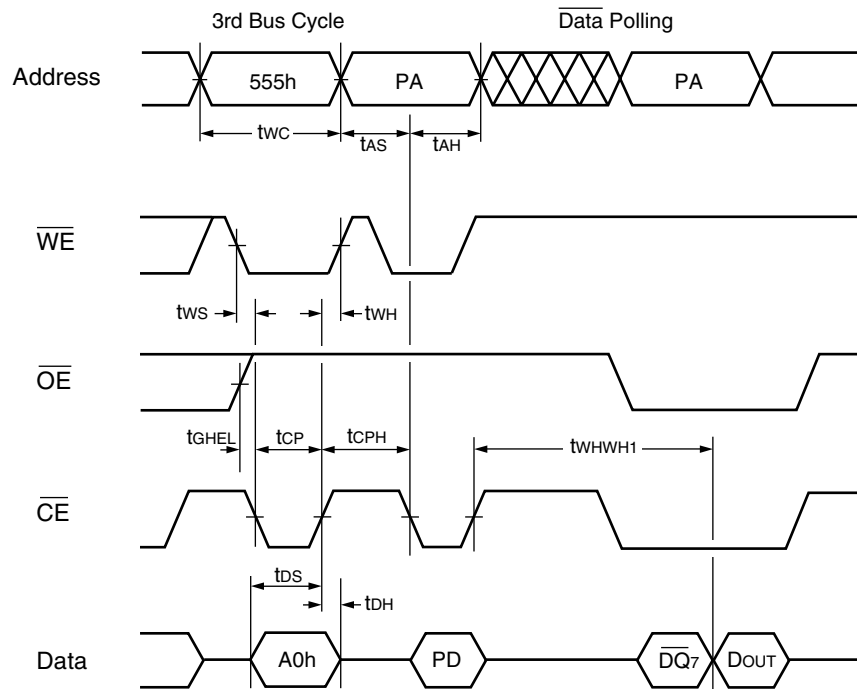 3rd Bus Cycle
Data Polling
Address
555h
PA
PA
tWC
tAS
tAH
WE
tWS
tWH
OE
tGHEL
tCP
tCPH
tWHWH1
CE
tDS
tDH
Data
A0h
PD
DQ7
DOUT